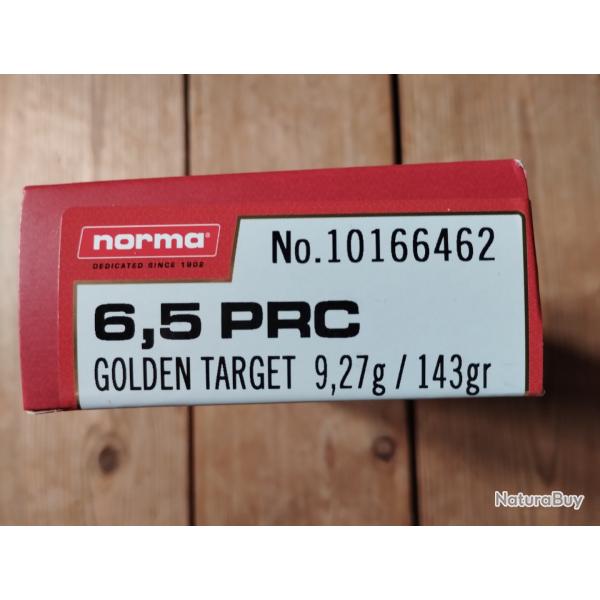 norma®
DEDICATED SINCE 1902
No.10166462
6,5 PRC
GOLDEN TARGET 9,27g / 143gr
NaturaBuy